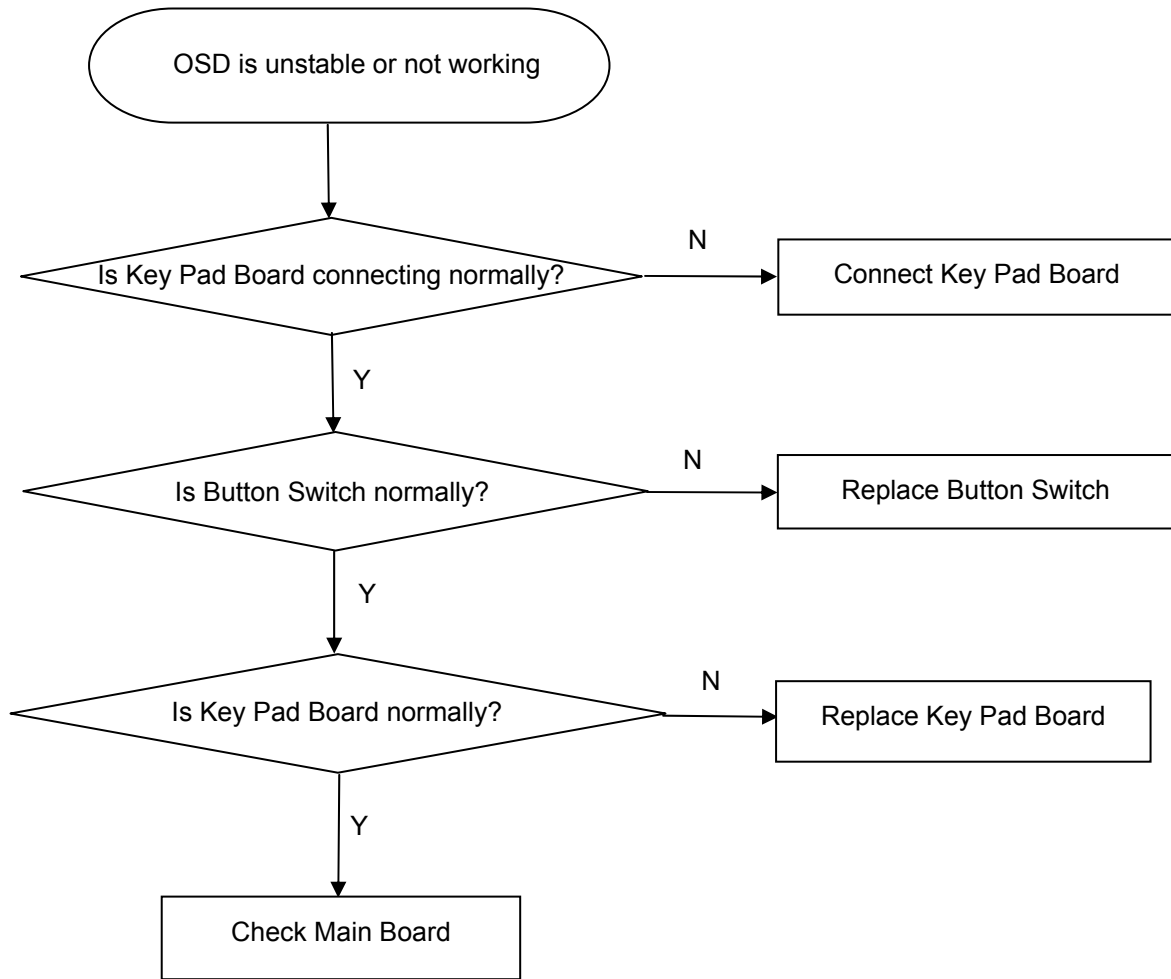 OSD is unstable or not working
N
Is Key Pad Board connecting normally?
Connect Key Pad Board
Y
N
Is Button Switch normally?
Replace Button Switch
Y
N
Is Key Pad Board normally?
Replace Key Pad Board
Y
Check Main Board